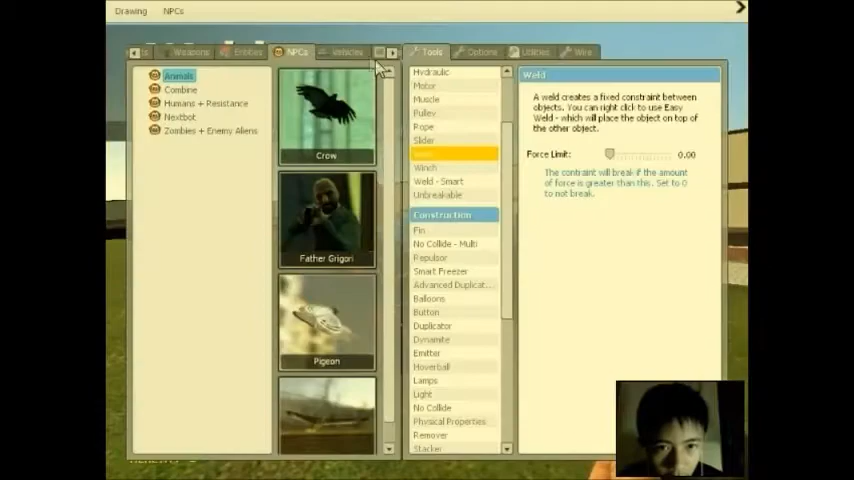 Drawing NPCs
Weapons Entities NPCs Vehicles Tools Options Utilities Wire
Animals
Combine
Humans + Resistance
Nextbot
Zombies + Enemy Aliens
Crow
Father Grigori
Pigeon
Hydraulic
Motor
Muscle
Pulley
Rope
Slider
Weld
Winch
Weld - Smart
Unbreakable
Construction
Fin
No Collide - Multi
Repulsor
Smart Freezer
Advanced Duplicat...
Balloons
Button
Duplicator
Dynamite
Emitter
Hoverball
Lamps
Light
No Collide
Physical Properties
Remover
Stacker
Weld
A weld creates a fixed constraint between
objects. You can right click to use Easy
Weld - which will place the object on top of
the other object.
Force Limit: 0.00
The contraint will break if the amount
of force is greater than this. Set to 0
to not break.